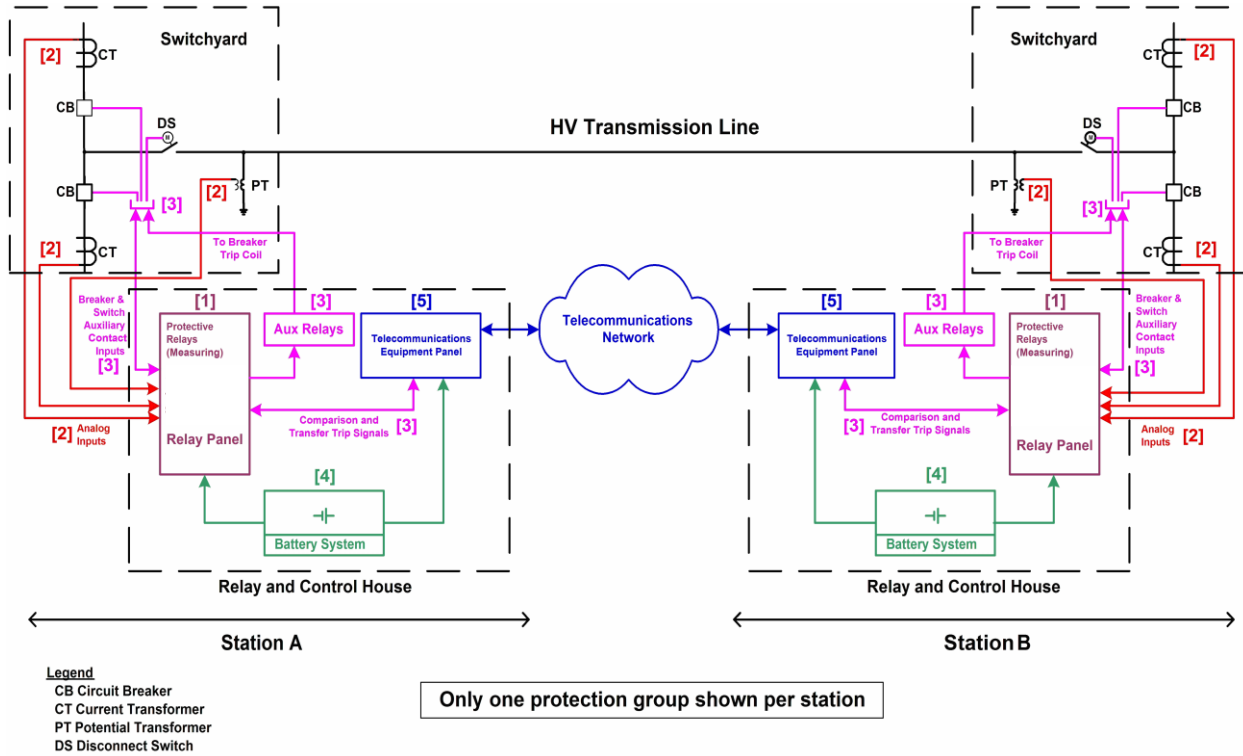 Switchyard
[2]
CT
CB
DS
CB
[3]
[2]
PT
[2]
CT
To Breaker
Trip Coil
HV Transmission Line
Switchyard
[2]
CT
CB
DS
PT
[2]
CB
[3]
[2]
CT
To Breaker
Trip Coil
Breaker &
Switch
Auxiliary
Contact
Inputs
[3]
[1]
Protective
Relays
(Measuring)
Relay Panel
[3]
Aux Relays
[5]
Telecommunications
Equipment Panel
[2] Analog
Inputs
Comparison and
Transfer Trip Signals
[3]
[4]
Battery System
Relay and Control House
Telecommunications
Network
[5]
Telecommunications
Equipment Panel
[3]
Aux Relays
[1]
Protective
Relays
(Measuring)
Relay Panel
Breaker &
Switch
Auxiliary
Contact
Inputs
[3]
Comparison and
[3] Transfer Trip Signals
Analog
Inputs
[2]
[4]
Battery System
Relay and Control House
Station A
Station B
Legend
CB Circuit Breaker
CT Current Transformer
PT Potential Transformer
DS Disconnect Switch
Only one protection group shown per station